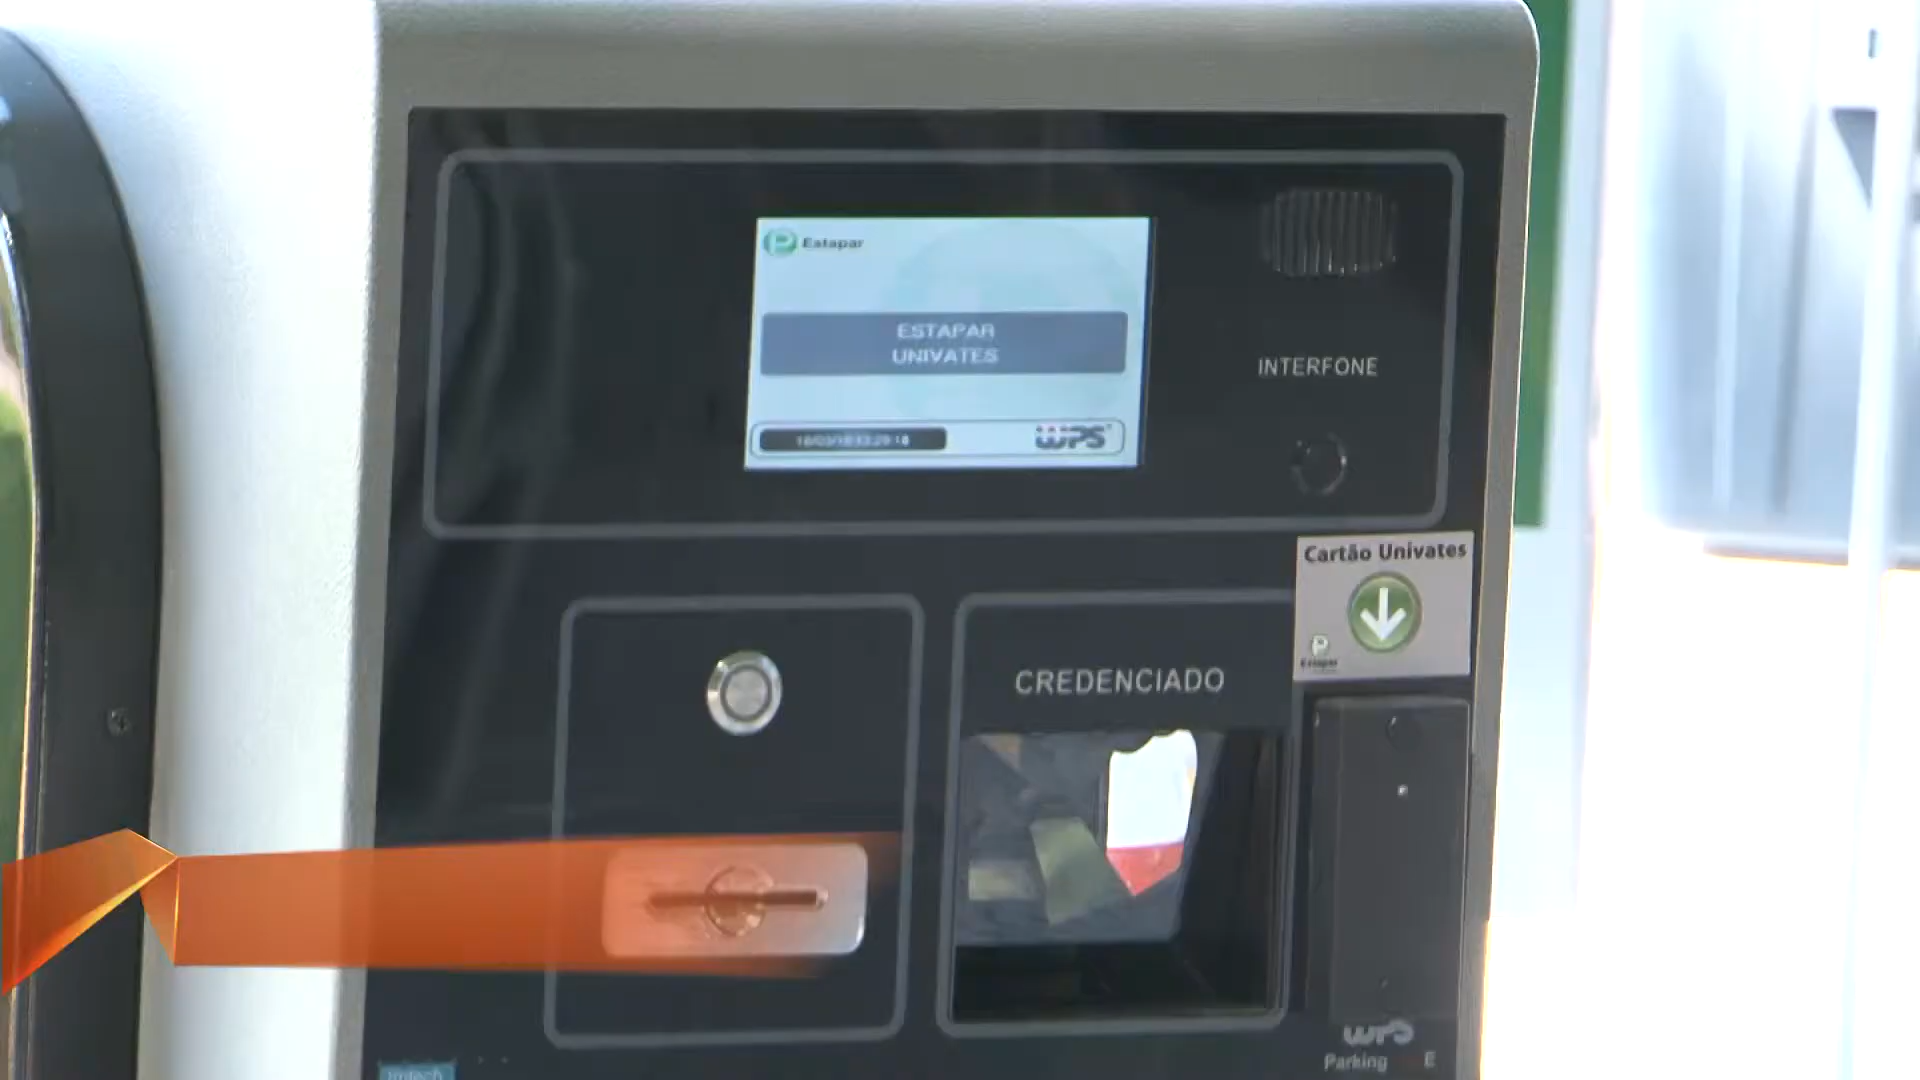 Estapar
ESTAPAR
UNIVATES
WPS
INTERFONE
Cartão Univates
Estapar
CREDENCIADO
WPS
Parking E